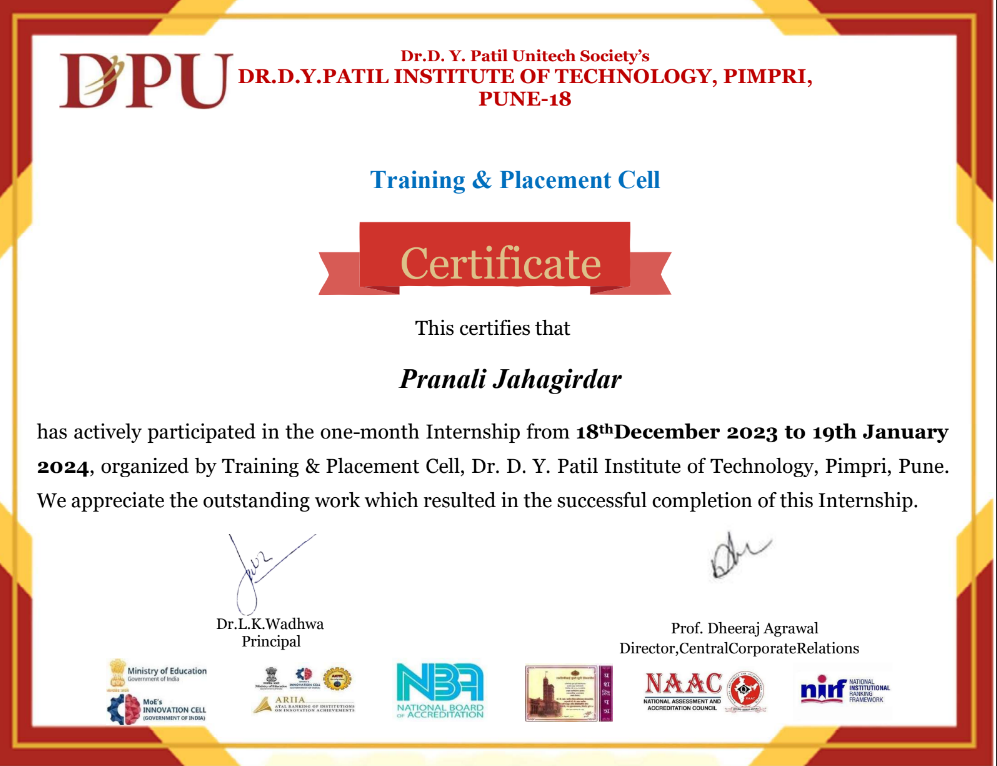 DPU
Dr.D. Y. Patil Unitech Society's
DR.D.Y.PATIL INSTITUTE OF TECHNOLOGY, PIMPRI,
PUNE-18
Training & Placement Cell
Certificate
This certifies that
Pranali Jahagirdar
has actively participated in the one-month Internship from 18thDecember 2023 to 19th January
2024, organized by Training & Placement Cell, Dr. D. Y. Patil Institute of Technology, Pimpri, Pune.
We appreciate the outstanding work which resulted in the successful completion of this Internship.
Dr.L.K.Wadhwa
Principal
Prof. Dheeraj Agrawal
Director,CentralCorporateRelations
Ministry of Education
Government of India
MoE's
INNOVATION CELL
(GOVERNMENT OF INDIA)
ARIIA
ATAL RANKING OF INSTITUTIONS
ON INNOVATION ACHIEVEMENTS
NBA
NATIONAL BOARD
OF ACCREDITATION
NAAC
NATIONAL ASSESSMENT AND
ACCREDITATION COUNCIL
nirf
NATIONAL
INSTITUTIONAL
RANKING
FRAMEWORK